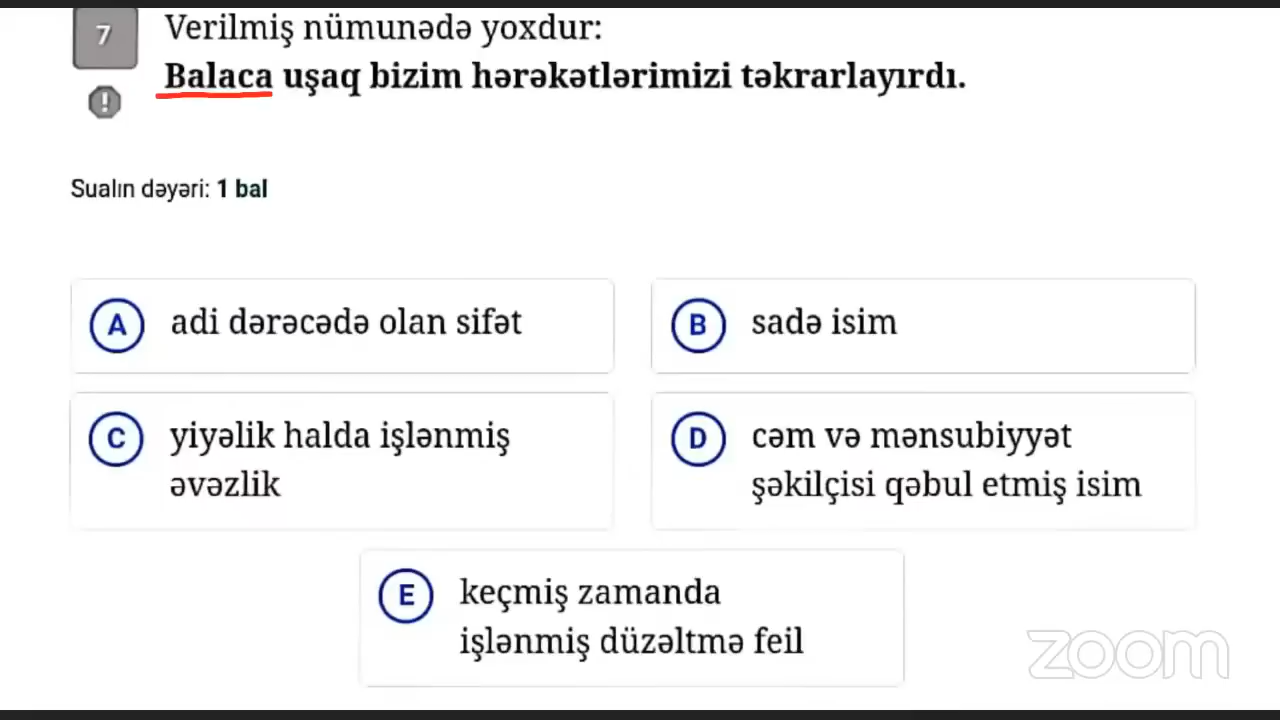 7
Verilmiş nümunədə yoxdur:
Balaca uşaq bizim hərəkətlərimizi təkrarlayırdı.
!
Sualın dəyəri: 1 bal
A adi dərəcədə olan sifət
B sadə isim
C yiyəlik halda işlənmiş
əvəzlik
D cəm və mənsubiyyət
şəkilçisi qəbul etmiş isim
E keçmiş zamanda
işlənmiş düzəltmə feil
zoom